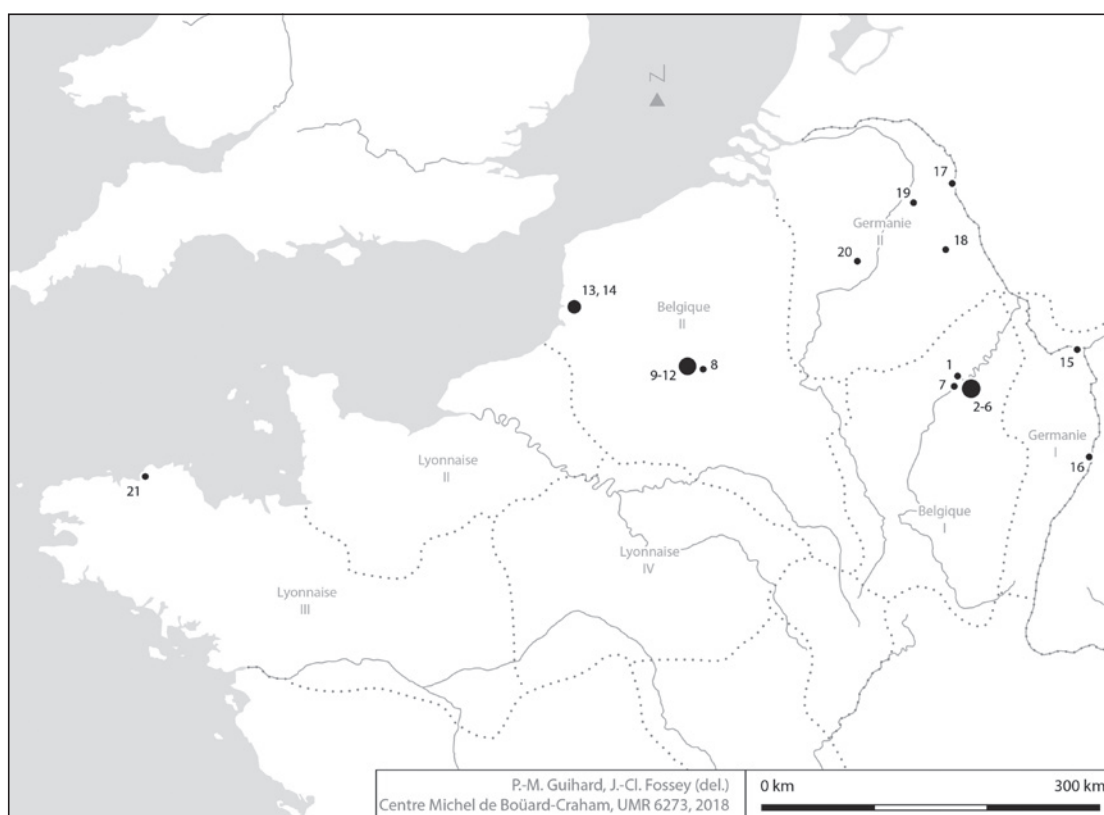 N
17
19
Germanie
II
18
20
13, 14
Belgique
II
9-12
8
15
1
7
2-6
Germanie
I
16
Lyonnaise
II
21
Belgique
I
Lyonnaise
IV
Lyonnaise
III
P.-M. Guihard, J.-Cl. Fossey (del.)
Centre Michel de Boüard-Craham, UMR 6273, 2018
0 km
300 km